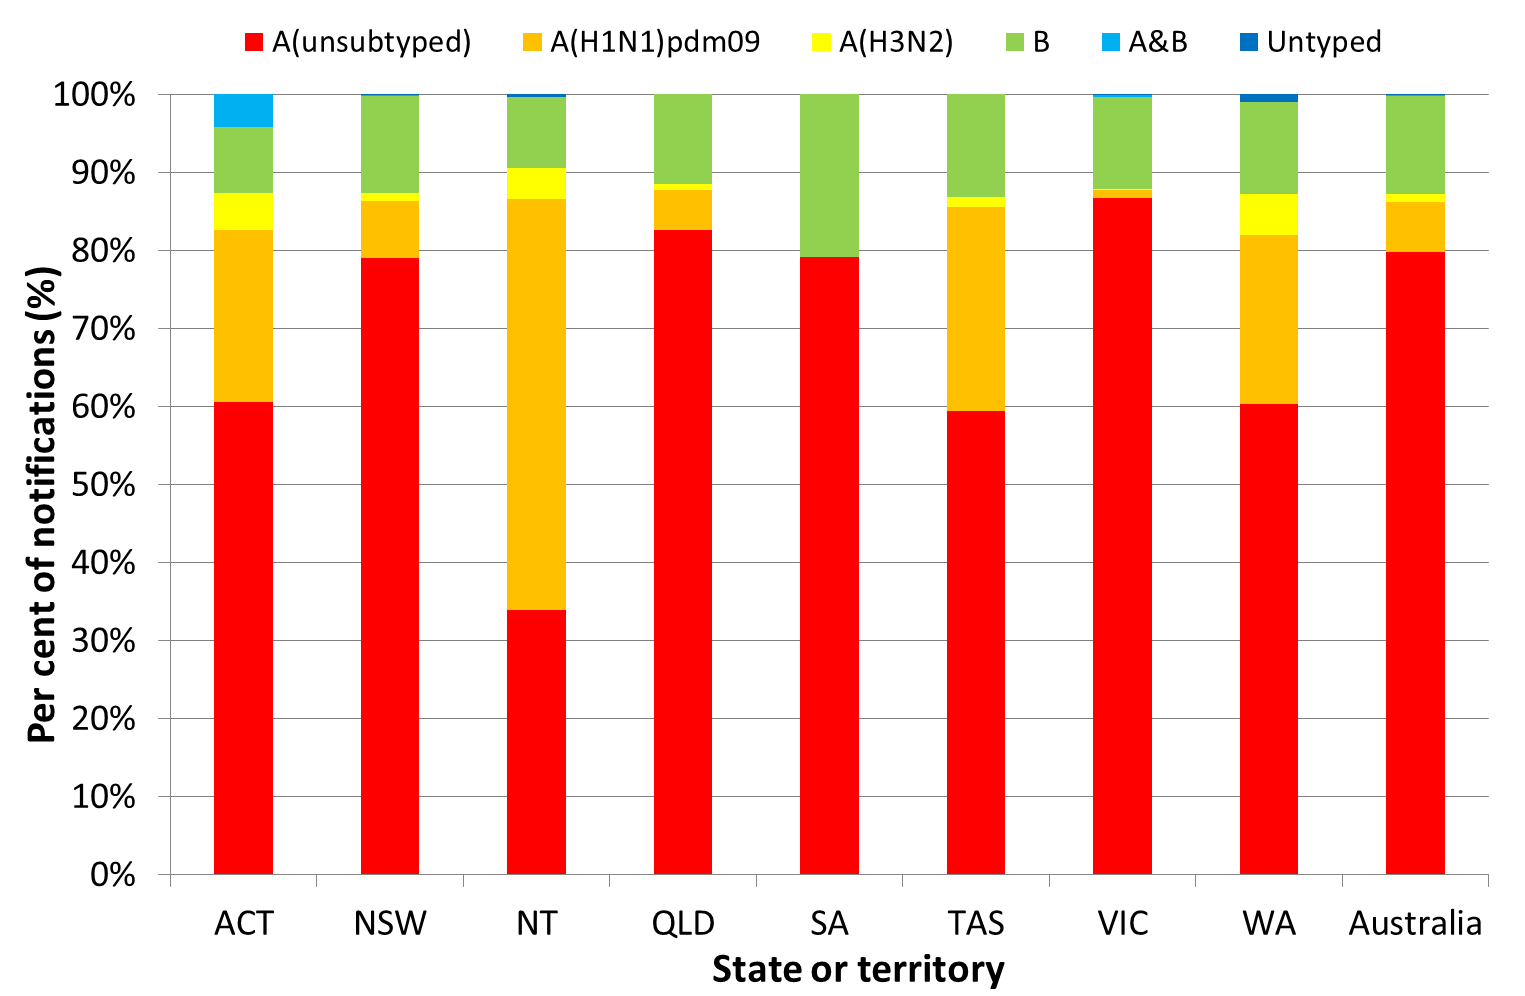 A(unsubtyped) A(H1N1)pdm09 A(H3N2) B A&B Untyped
Per cent of notifications (%)
100%
90%
80%
70%
60%
50%
40%
30%
20%
10%
0%
ACT NSW NT QLD SA TAS VIC WA Australia
State or territory